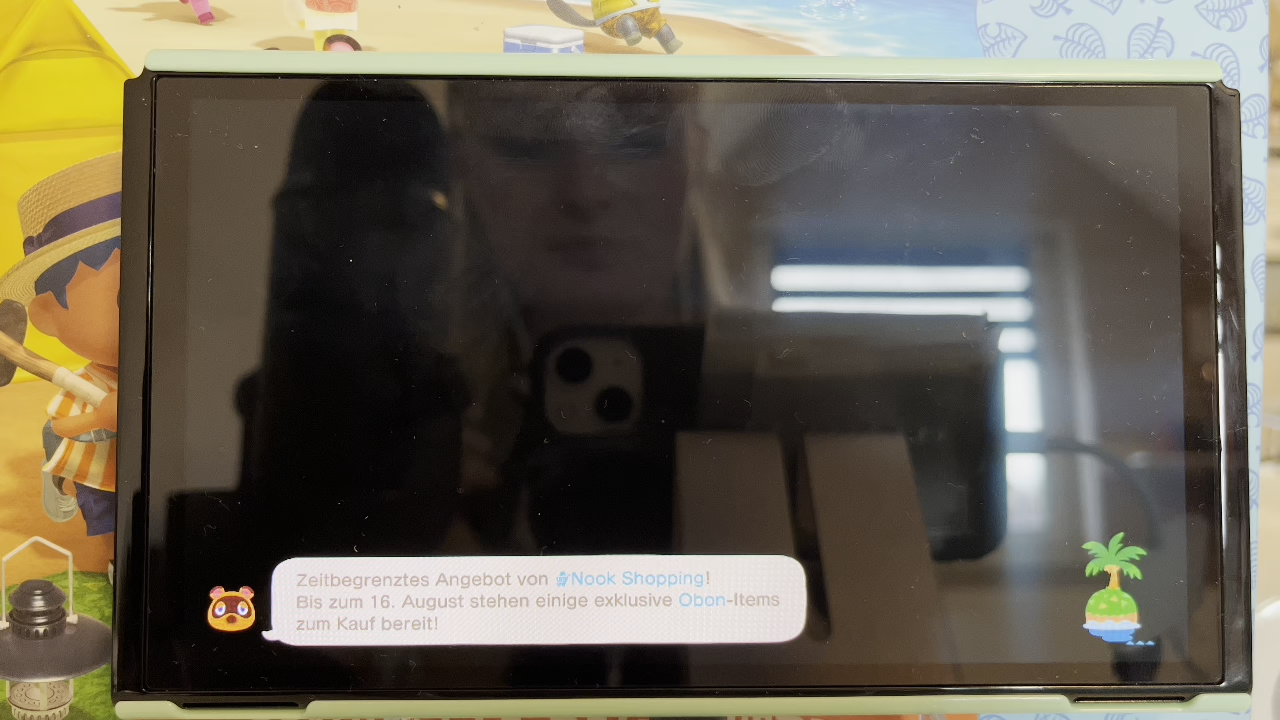 Zeitbegrenztes Angebot von Nook Shopping!
Bis zum 16. August stehen einige exklusive Obon-Items
zum Kauf bereit!